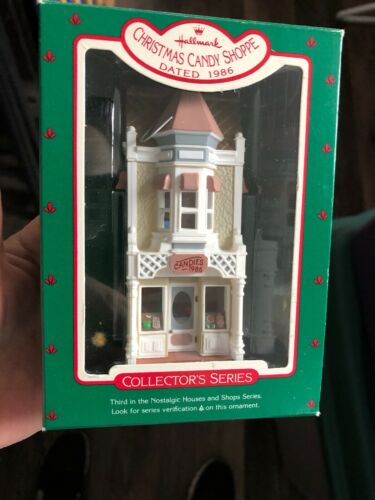 Hallmark
CHRISTMAS CANDY SHOPPE
DATED 1986
CANDIES
1986
COLLECTOR'S SERIES
Third in the Nostalgic Houses and Shops Series.
Look for series verification on this ornament.